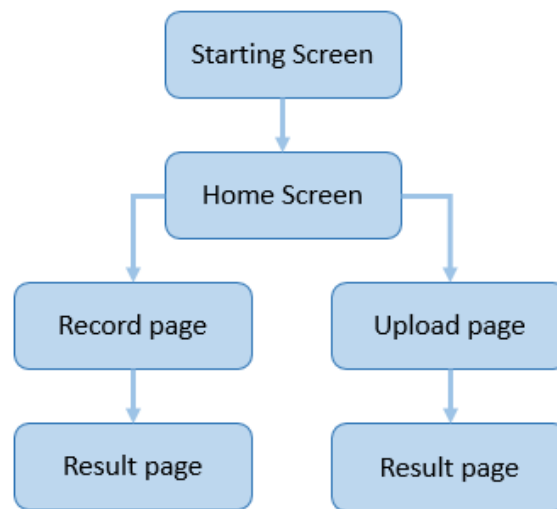 Starting Screen
Home Screen
Record page
Upload page
Result page
Result page